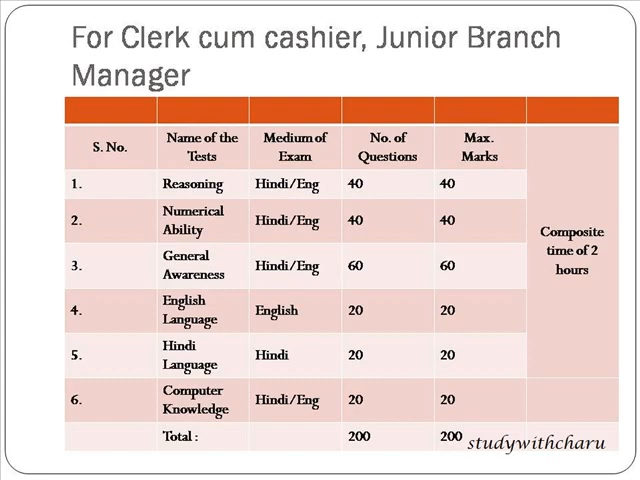 For Clerk cum cashier, Junior Branch
Manager
S. No. Name of the Tests Medium of Exam No. of Questions Max. Marks Composite time of 2 hours
1. Reasoning Hindi/Eng 40 40
2. Numerical Ability Hindi/Eng 40 40
3. General Awareness Hindi/Eng 60 60
4. English Language English 20 20
5. Hindi Language Hindi 20 20
6. Computer Knowledge Hindi/Eng 20 20
Total : 200 200
studywithcharu